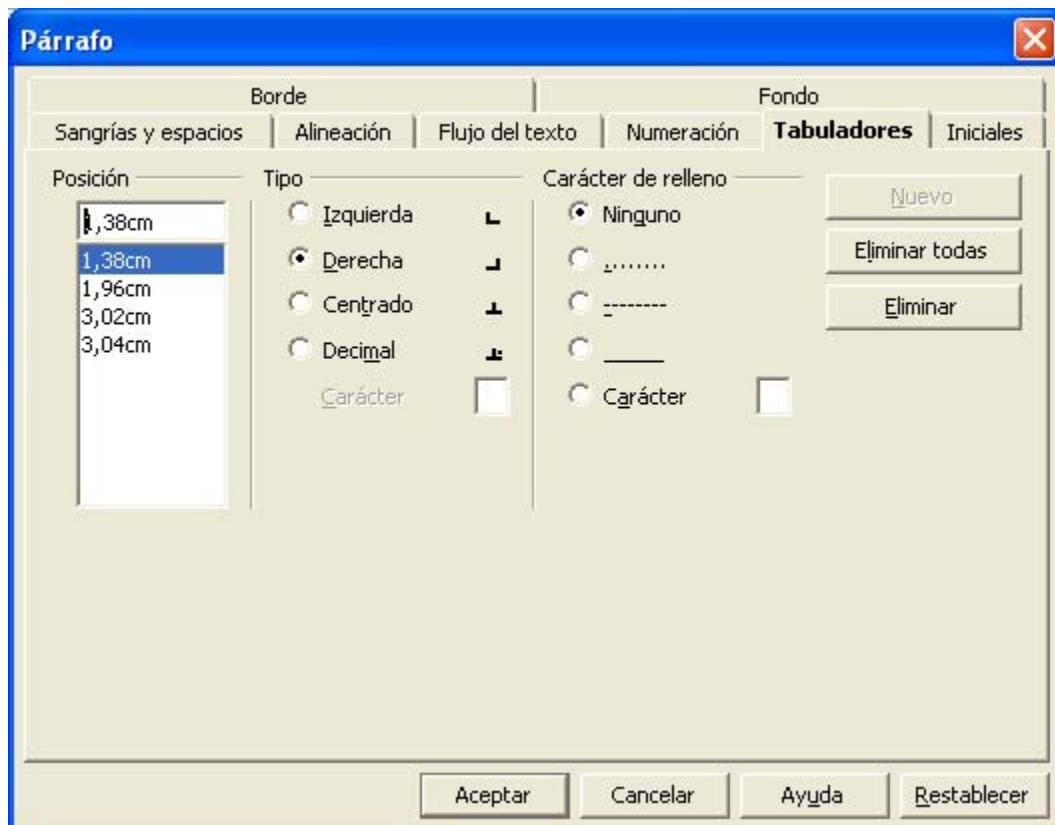 Párrafo
Borde Fondo
Sangrías y espacios Alineación Flujo del texto Numeración Tabuladores Iniciales
Posición Tipo Carácter de relleno
1,38cm Izquierda Ninguno Nuevo
1,38cm Derecha ........ Eliminar todas
1,96cm Centrado -------- Eliminar
3,02cm
3,04cm Decimal _____
Carácter Carácter
Aceptar Cancelar Ayuda Restablecer